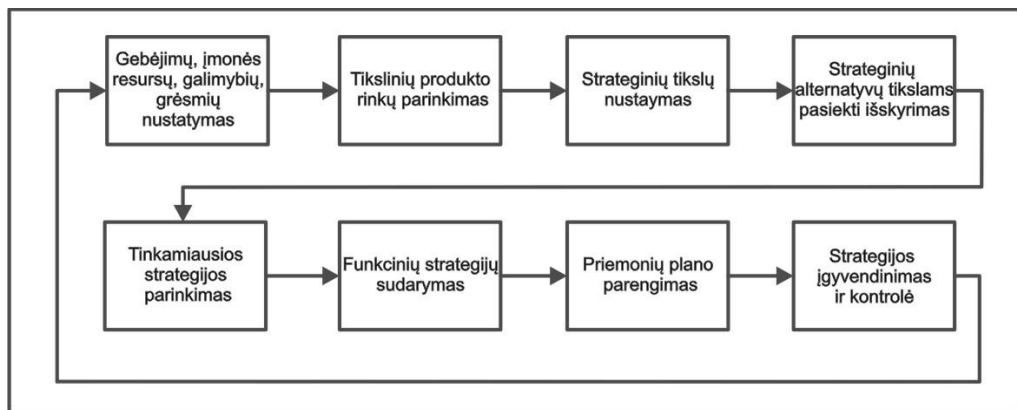 Gebėjimų, įmonės
resursų, galimybių,
grėsmių
nustatymas
Tikslinių produkto
rinkų parinkimas
Strateginių tikslų
nustaymas
Strateginių
alternatyvų tikslams
pasiekti išskyrimas
Tinkamiausios
strategijos
parinkimas
Funkcinių strategijų
sudarymas
Priemonių plano
parengimas
Strategijos
įgyvendinimas
ir kontrolė